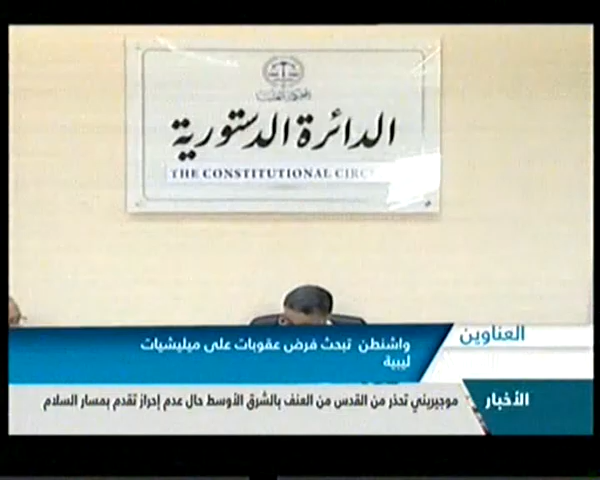 الدائرة الدستورية
THE CONSTITUTIONAL
العناوين
واشنطن تبحث فرض عقوبات على ميليشيات
ليبية
الأخبار
موجيريني تحذر من القدس من العنف بالشرق الأوسط حال عدم إحراز تقدم بمسار السلام